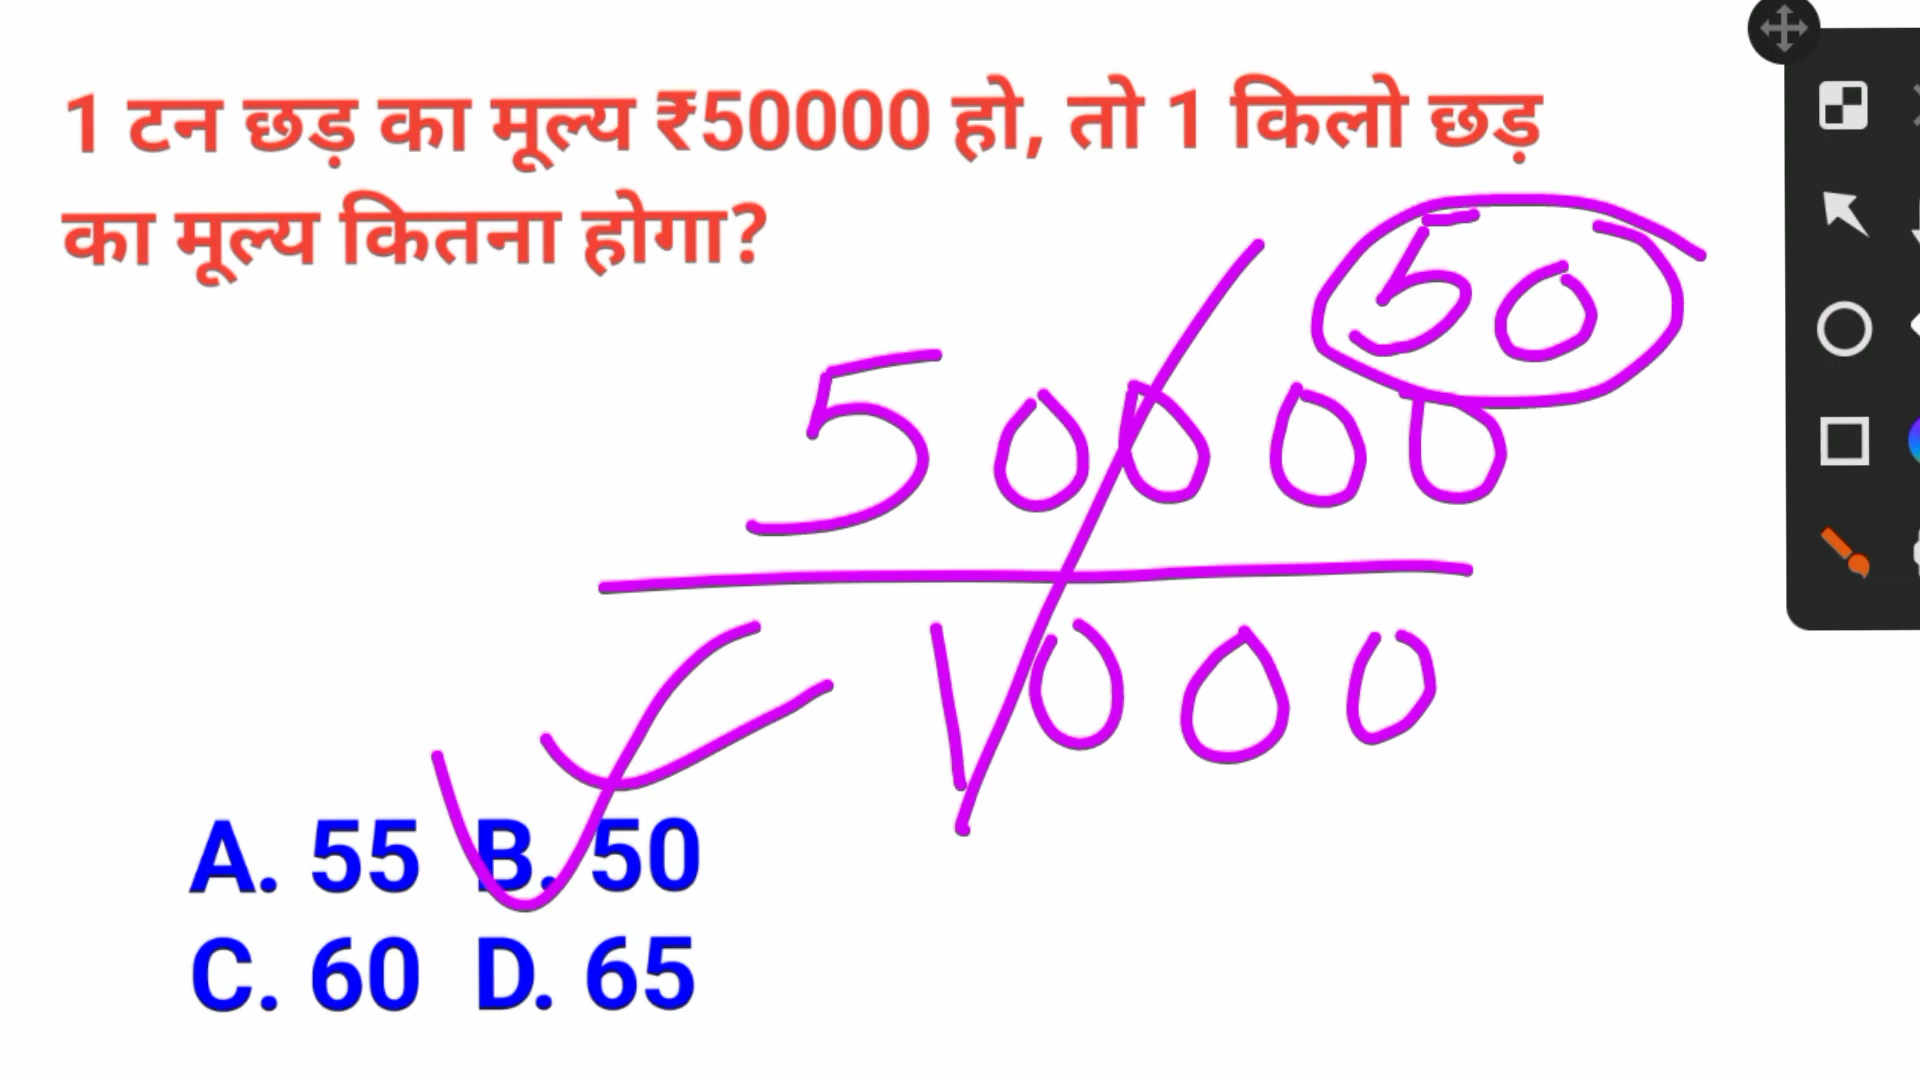 1 टन छड़ का मूल्य ₹50000 हो, तो 1 किलो छड़
का मूल्य कितना होगा?
50
50000
1000
A. 55 B. 50
C. 60 D. 65